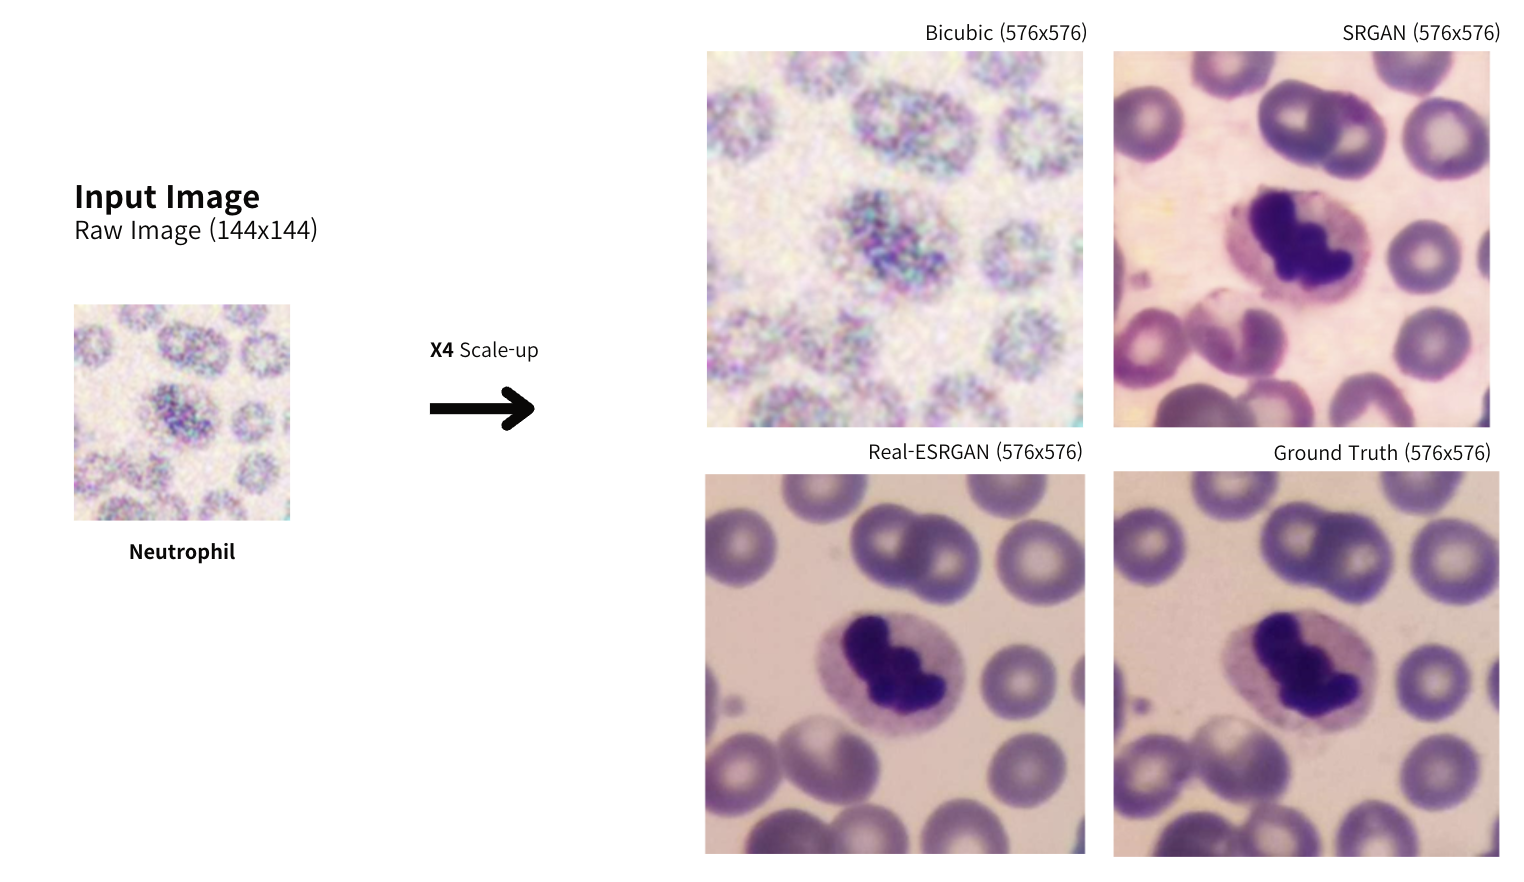 Input Image
Raw Image (144x144)
Neutrophil
X4 Scale-up
Bicubic (576x576)
SRGAN (576x576)
Real-ESRGAN (576x576)
Ground Truth (576x576)